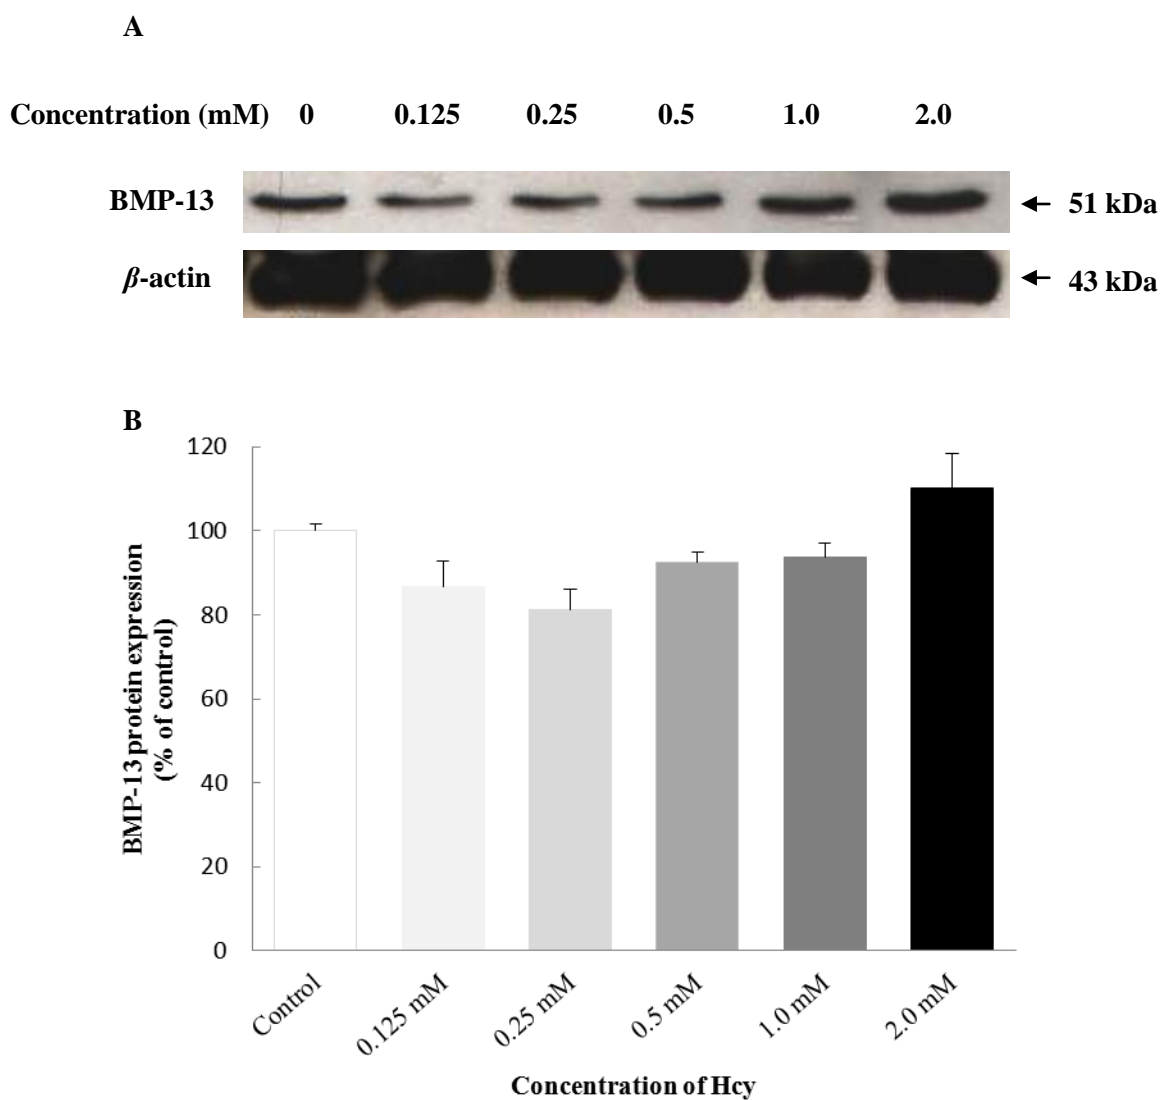 A
Concentration (mM) 0 0.125 0.25 0.5 1.0 2.0
BMP-13 51 kDa
β-actin 43 kDa
B
120
100
80
60
40
20
0
BMP-13 protein expression
(% of control)
Control 0.125 mM 0.25 mM 0.5 mM 1.0 mM 2.0 mM
Concentration of Hcy